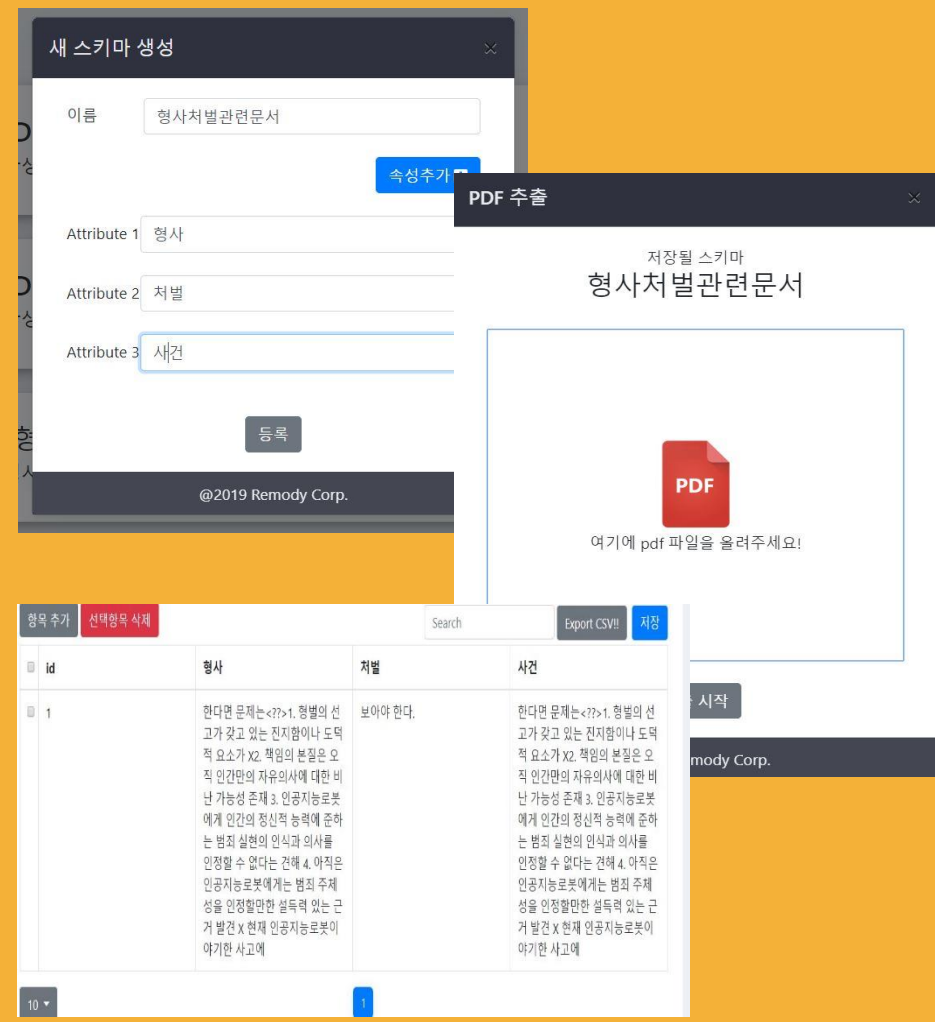 새 스키마 생성
×
이름
형사처벌관련문서
속성추가
Attribute 1
형사
Attribute 2
처벌
Attribute 3
사건
등록
@2019 Remody Corp.
PDF 추출
×
저장될 스키마
형사처벌관련문서
PDF
여기에 pdf 파일을 올려주세요!
시작
mody Corp.
항목 추가
선택항목 삭제
Search
Export CSV!!
저장
id
형사
처벌
사건
1
한다면 문제는<??>1. 형벌의 선
고가 갖고 있는 진지함이나 도덕
적 요소가 X2. 책임의 본질은 오
직 인간만의 자유의사에 대한 비
난 가능성 존재 3. 인공지능로봇
에게 인간의 정신적 능력에 준하
는 범죄 실현의 인식과 의사를
인정할 수 없다는 견해 4. 아직은
인공지능로봇에게는 범죄 주체
성을 인정할만한 설득력 있는 근
거 발견 X 현재 인공지능로봇이
야기한 사고에
보아야 한다.
한다면 문제는<??>1. 형벌의 선
고가 갖고 있는 진지함이나 도덕
적 요소가 X2. 책임의 본질은 오
직 인간만의 자유의사에 대한 비
난 가능성 존재 3. 인공지능로봇
에게 인간의 정신적 능력에 준하
는 범죄 실현의 인식과 의사를
인정할 수 없다는 견해 4. 아직은
인공지능로봇에게는 범죄 주체
성을 인정할만한 설득력 있는 근
거 발견 X 현재 인공지능로봇이
야기한 사고에
10
1